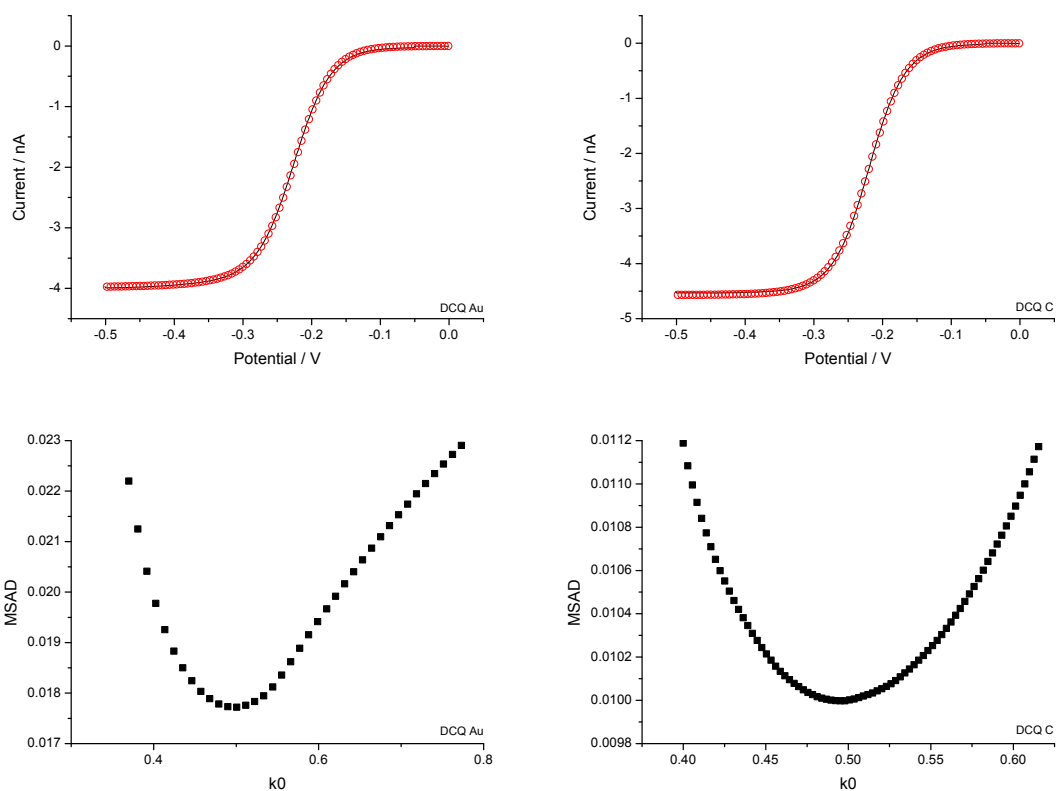 0
-1
-2
-3
-4
Current / nA
-0.5 -0.4 -0.3 -0.2 -0.1 0.0
Potential / V
DCQ Au
0
-1
-2
-3
-4
-5
Current / nA
-0.5 -0.4 -0.3 -0.2 -0.1 0.0
Potential / V
DCQ C
0.023
0.022
0.021
0.020
0.019
0.018
0.017
MSAD
0.4 0.6 0.8
k0
DCQ Au
0.0112
0.0110
0.0108
0.0106
0.0104
0.0102
0.0100
0.0098
MSAD
0.40 0.45 0.50 0.55 0.60
k0
DCQ C